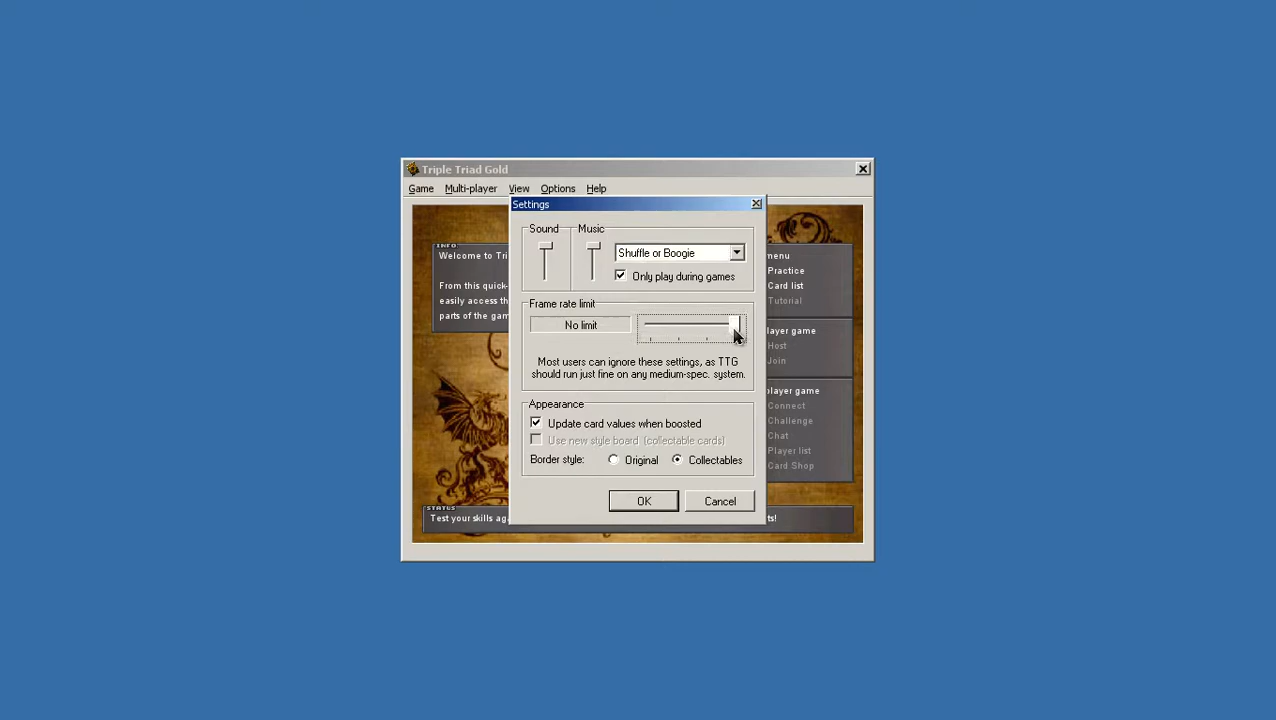 Triple Triad Gold
Game Multi-player View Options Help
Settings
INFO.
Welcome to Tri
From this quick-
easily access th
parts of the gam
Sound Music
Shuffle or Boogie
Only play during games
Frame rate limit
No limit
Most users can ignore these settings, as TTG
should run just fine on any medium-spec. system.
Appearance
Update card values when boosted
Use new style board (collectable cards)
Border style: Original Collectables
OK Cancel
menu
Practice
Card list
Tutorial
layer game
Host
Join
player game
Connect
Challenge
Chat
Player list
Card Shop
STATUS
Test your skills aga
ts!